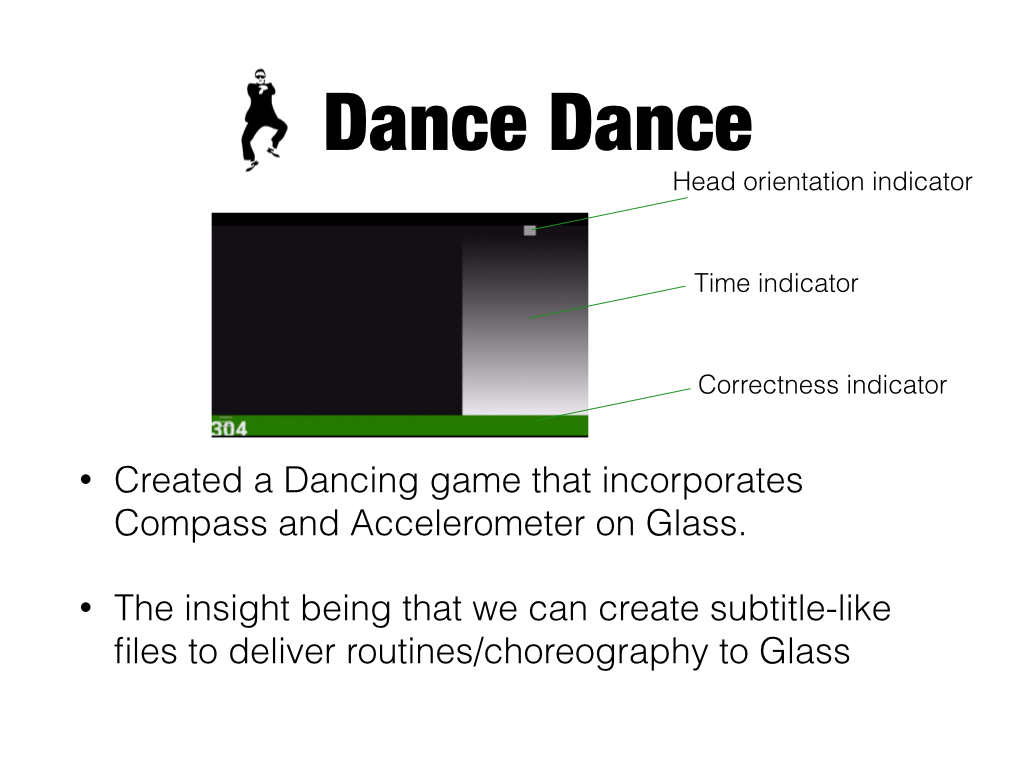 Dance Dance
Head orientation indicator
Time indicator
Correctness indicator
304
• Created a Dancing game that incorporates
Compass and Accelerometer on Glass.
• The insight being that we can create subtitle-like
files to deliver routines/choreography to Glass